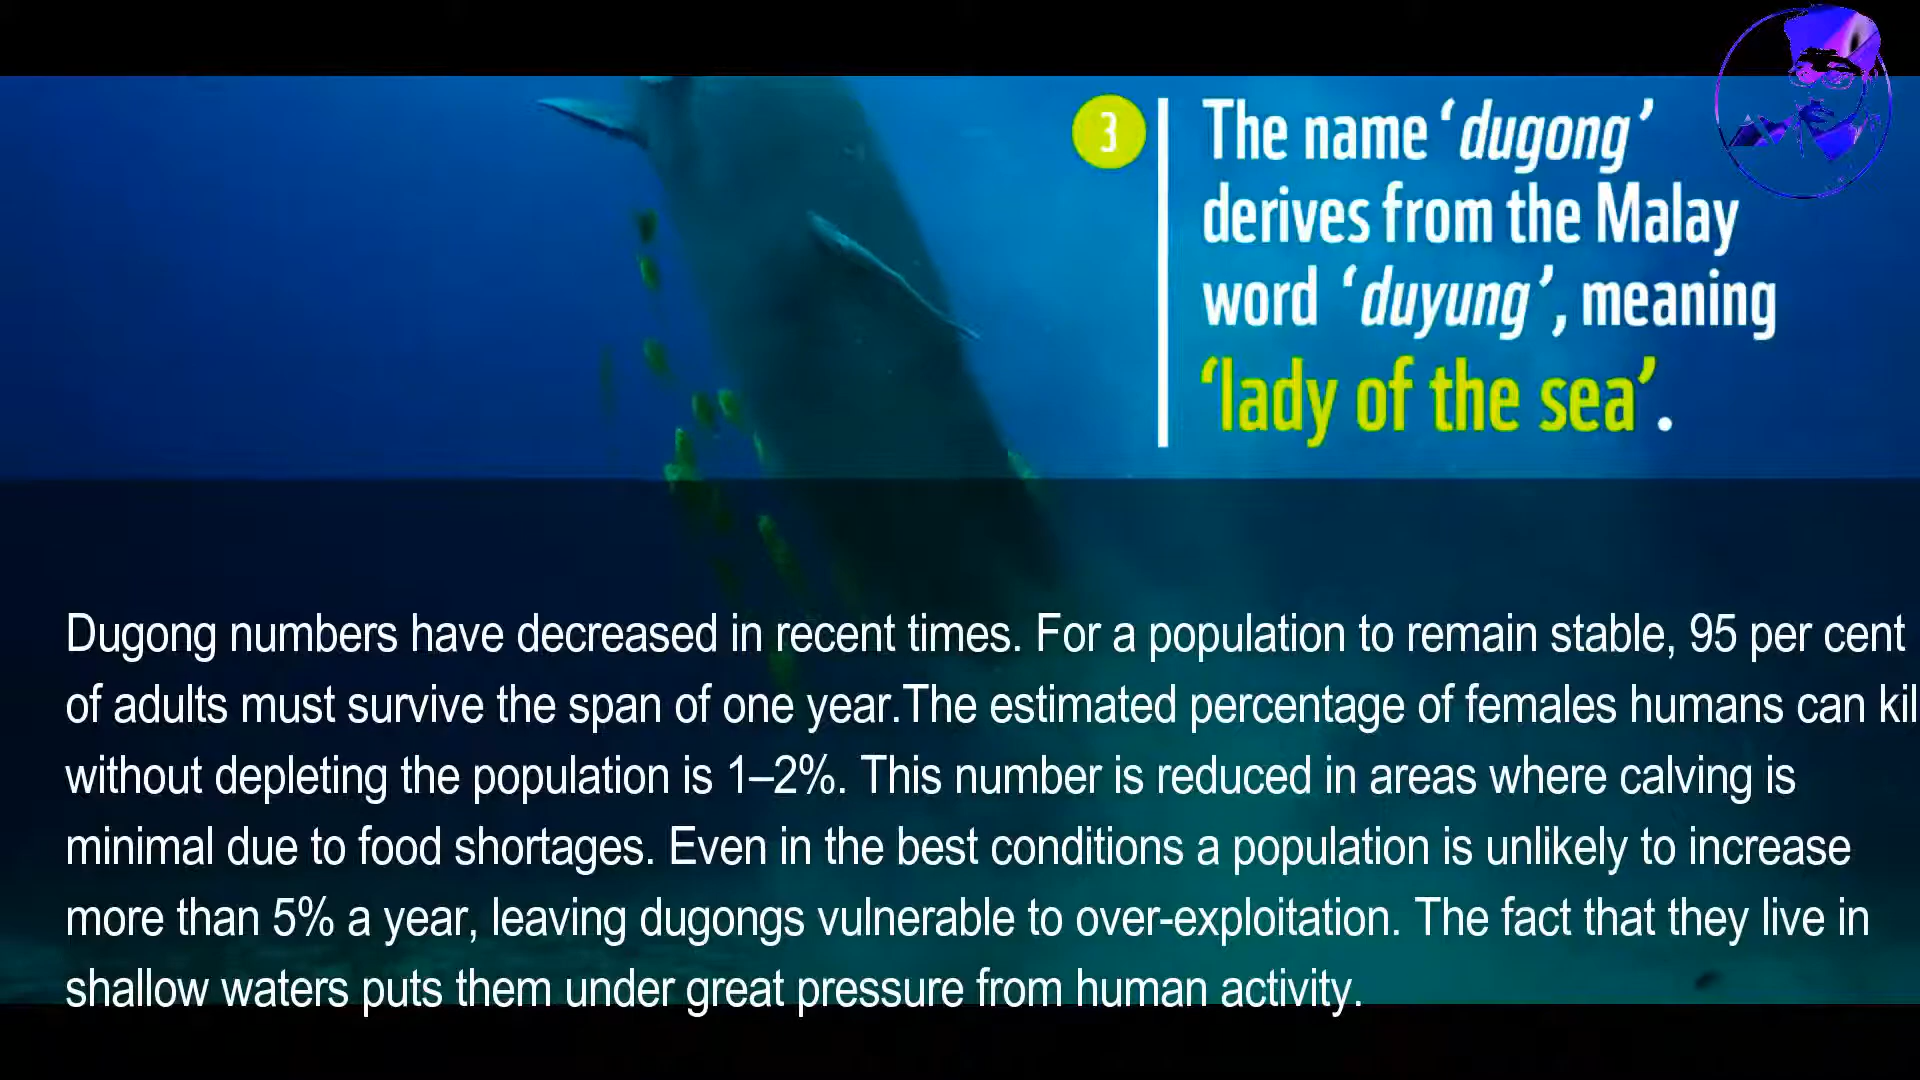 3
The name ‘dugong’
derives from the Malay
word ‘duyung’, meaning
‘lady of the sea’.
Dugong numbers have decreased in recent times. For a population to remain stable, 95 per cent
of adults must survive the span of one year.The estimated percentage of females humans can kil
without depleting the population is 1–2%. This number is reduced in areas where calving is
minimal due to food shortages. Even in the best conditions a population is unlikely to increase
more than 5% a year, leaving dugongs vulnerable to over-exploitation. The fact that they live in
shallow waters puts them under great pressure from human activity.